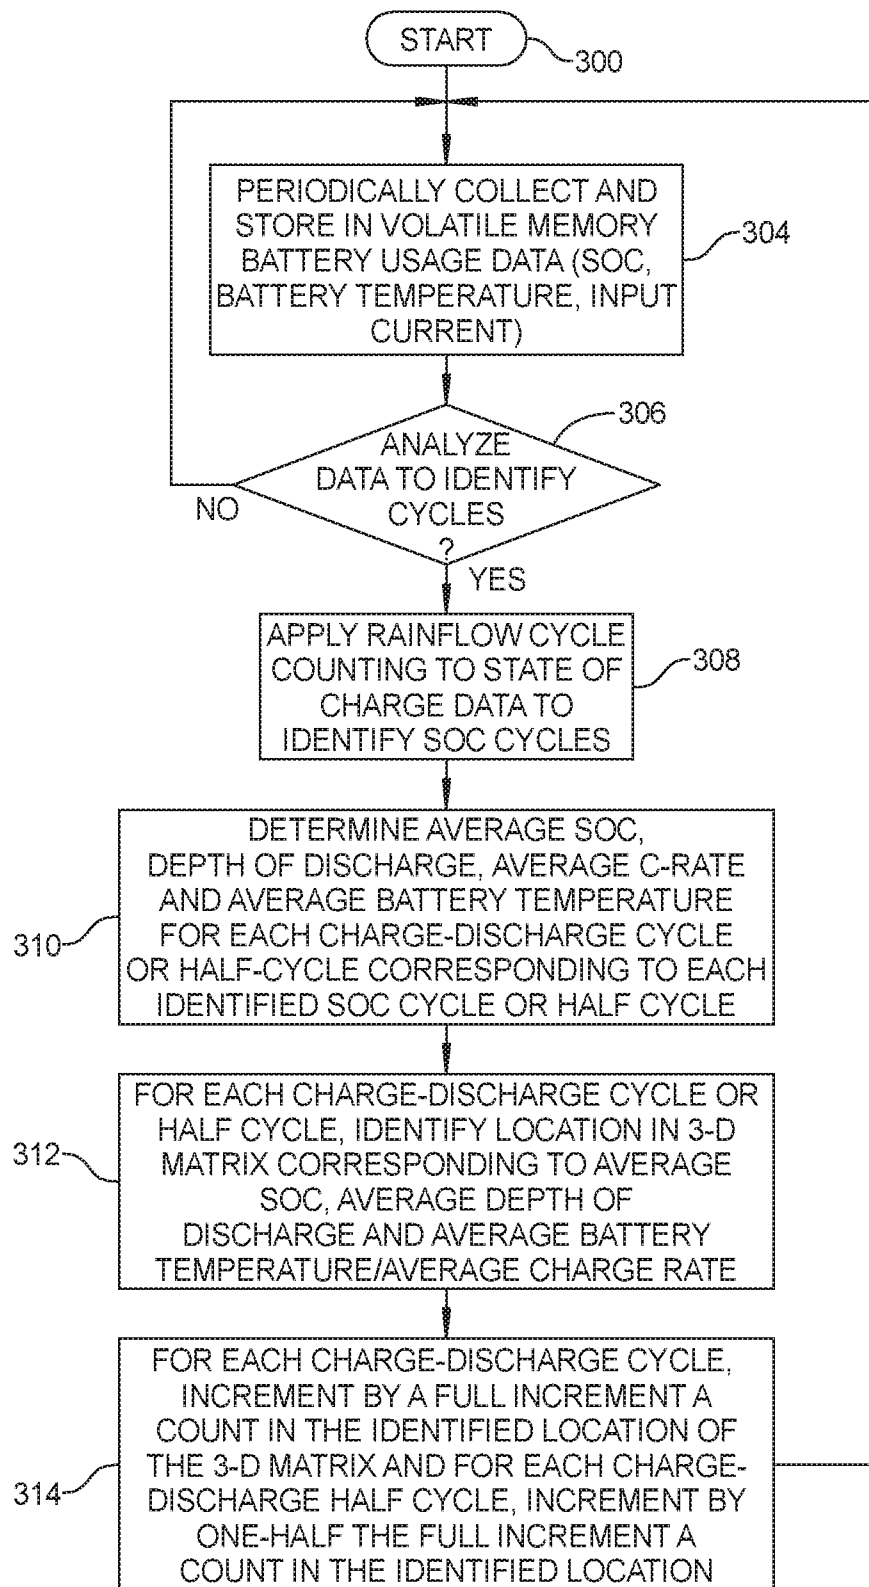 START
300
PERIODICALLY COLLECT AND
STORE IN VOLATILE MEMORY
BATTERY USAGE DATA (SOC,
BATTERY TEMPERATURE, INPUT
CURRENT)
304
306
ANALYZE
DATA TO IDENTIFY
CYCLES
?
NO
YES
APPLY RAINFLOW CYCLE
COUNTING TO STATE OF
CHARGE DATA TO
IDENTIFY SOC CYCLES
308
DETERMINE AVERAGE SOC,
DEPTH OF DISCHARGE, AVERAGE C-RATE
AND AVERAGE BATTERY TEMPERATURE
FOR EACH CHARGE-DISCHARGE CYCLE
OR HALF-CYCLE CORRESPONDING TO EACH
IDENTIFIED SOC CYCLE OR HALF CYCLE
310
FOR EACH CHARGE-DISCHARGE CYCLE OR
HALF CYCLE, IDENTIFY LOCATION IN 3-D
MATRIX CORRESPONDING TO AVERAGE
SOC, AVERAGE DEPTH OF
DISCHARGE AND AVERAGE BATTERY
TEMPERATURE/AVERAGE CHARGE RATE
312
FOR EACH CHARGE-DISCHARGE CYCLE,
INCREMENT BY A FULL INCREMENT A
COUNT IN THE IDENTIFIED LOCATION OF
THE 3-D MATRIX AND FOR EACH CHARGE-
DISCHARGE HALF CYCLE, INCREMENT BY
ONE-HALF THE FULL INCREMENT A
COUNT IN THE IDENTIFIED LOCATION
314